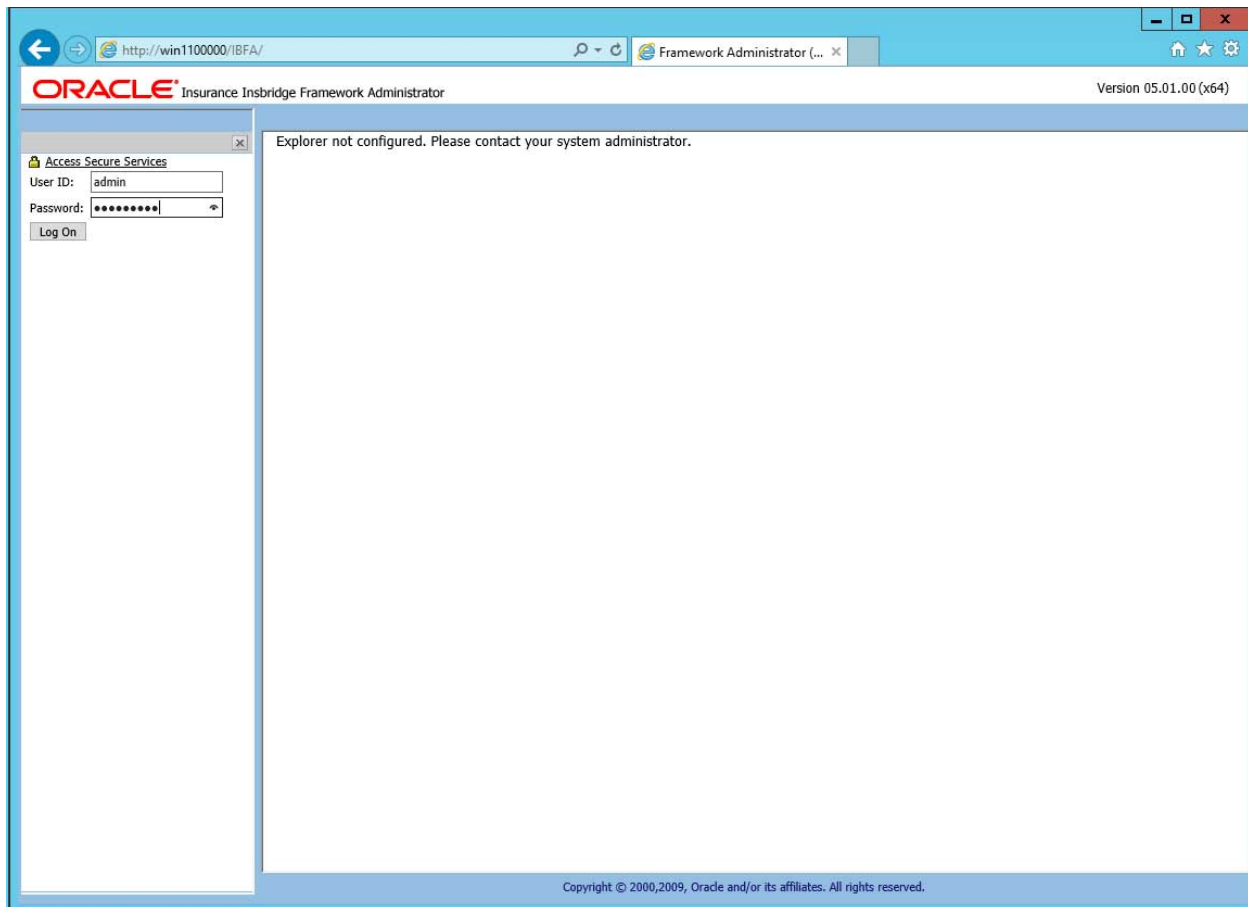 http://win1100000/IBFA/
Framework Administrator (...
ORACLE® Insurance Insbridge Framework Administrator
Version 05.01.00 (x64)
Access Secure Services
User ID: admin
Password: •••••••••
Log On
Explorer not configured. Please contact your system administrator.
Copyright © 2000,2009, Oracle and/or its affiliates. All rights reserved.